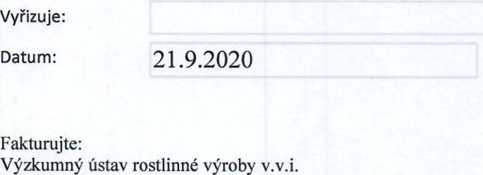 Vyřizuje:
Datum: 21.9.2020
Fakturujte:
Výzkumný ústav rostlinné výroby v.v.i.